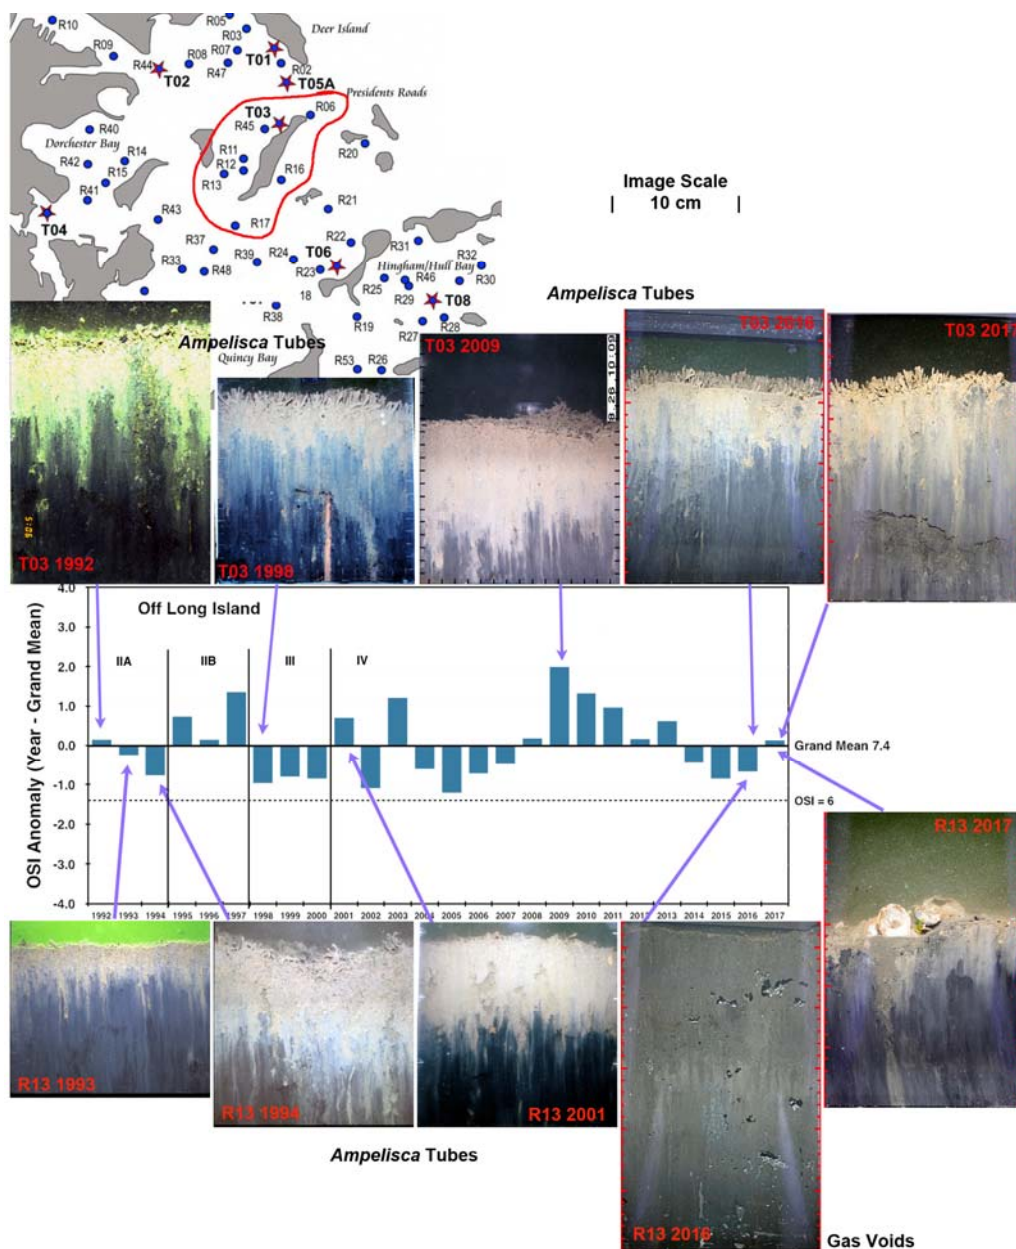 R10
R05
Deer Island
R03
R09
R07
T01
R44
R08
R47
R02
T02
T05A
Presidents Roads
T03
R06
R45
R40
Dorchester Bay
R20
R42
R14
R11
R12
R15
R16
R13
R41
R21
T04
R43
R17
R22
R31
R37
R39
R24
T06
R32
Hingham/Hull Bay
R33
R48
R23
R25
R46
R30
R29
18
T08
R38
R19
R27
R28
Quincy Bay
R53
R26
Image Scale
10 cm
Ampelisca Tubes
Ampelisca Tubes
T03 1992
T03 1998
T03 2009
8.26.10:09
T03 2016
T03 2017
Off Long Island
OSI Anomaly (Year - Grand Mean)
4.0
3.0
2.0
1.0
0.0
-1.0
-2.0
-3.0
-4.0
IIA
IIB
III
IV
Grand Mean 7.4
OSI = 6
1992 1993 1994 1995 1996 1997 1998 1999 2000 2001 2002 2003 2004 2005 2006 2007 2008 2009 2010 2011 2012 2013 2014 2015 2016 2017
R13 1993
R13 1994
R13 2001
R13 2016
R13 2017
Ampelisca Tubes
Gas Voids